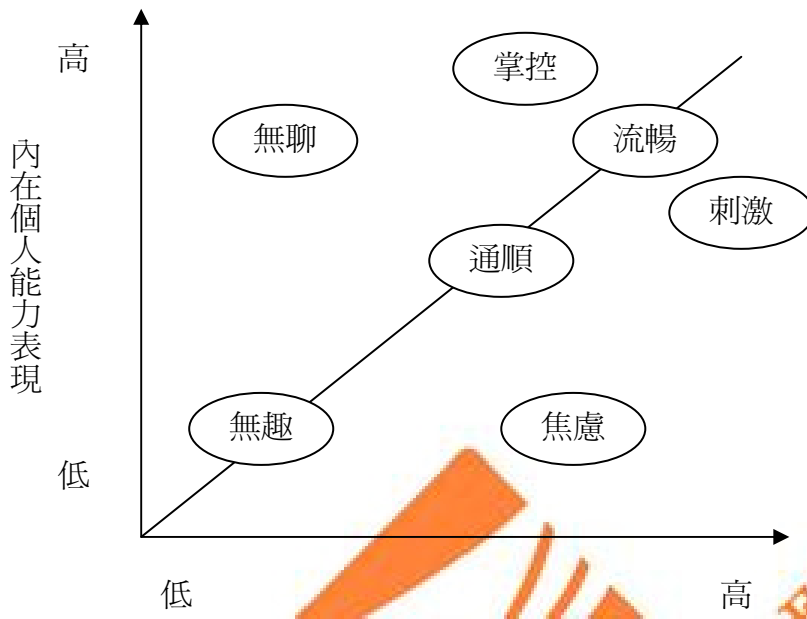 高
掌控
無聊
流暢
刺激
內在個人能力表現
通順
無趣
焦慮
低
低
高